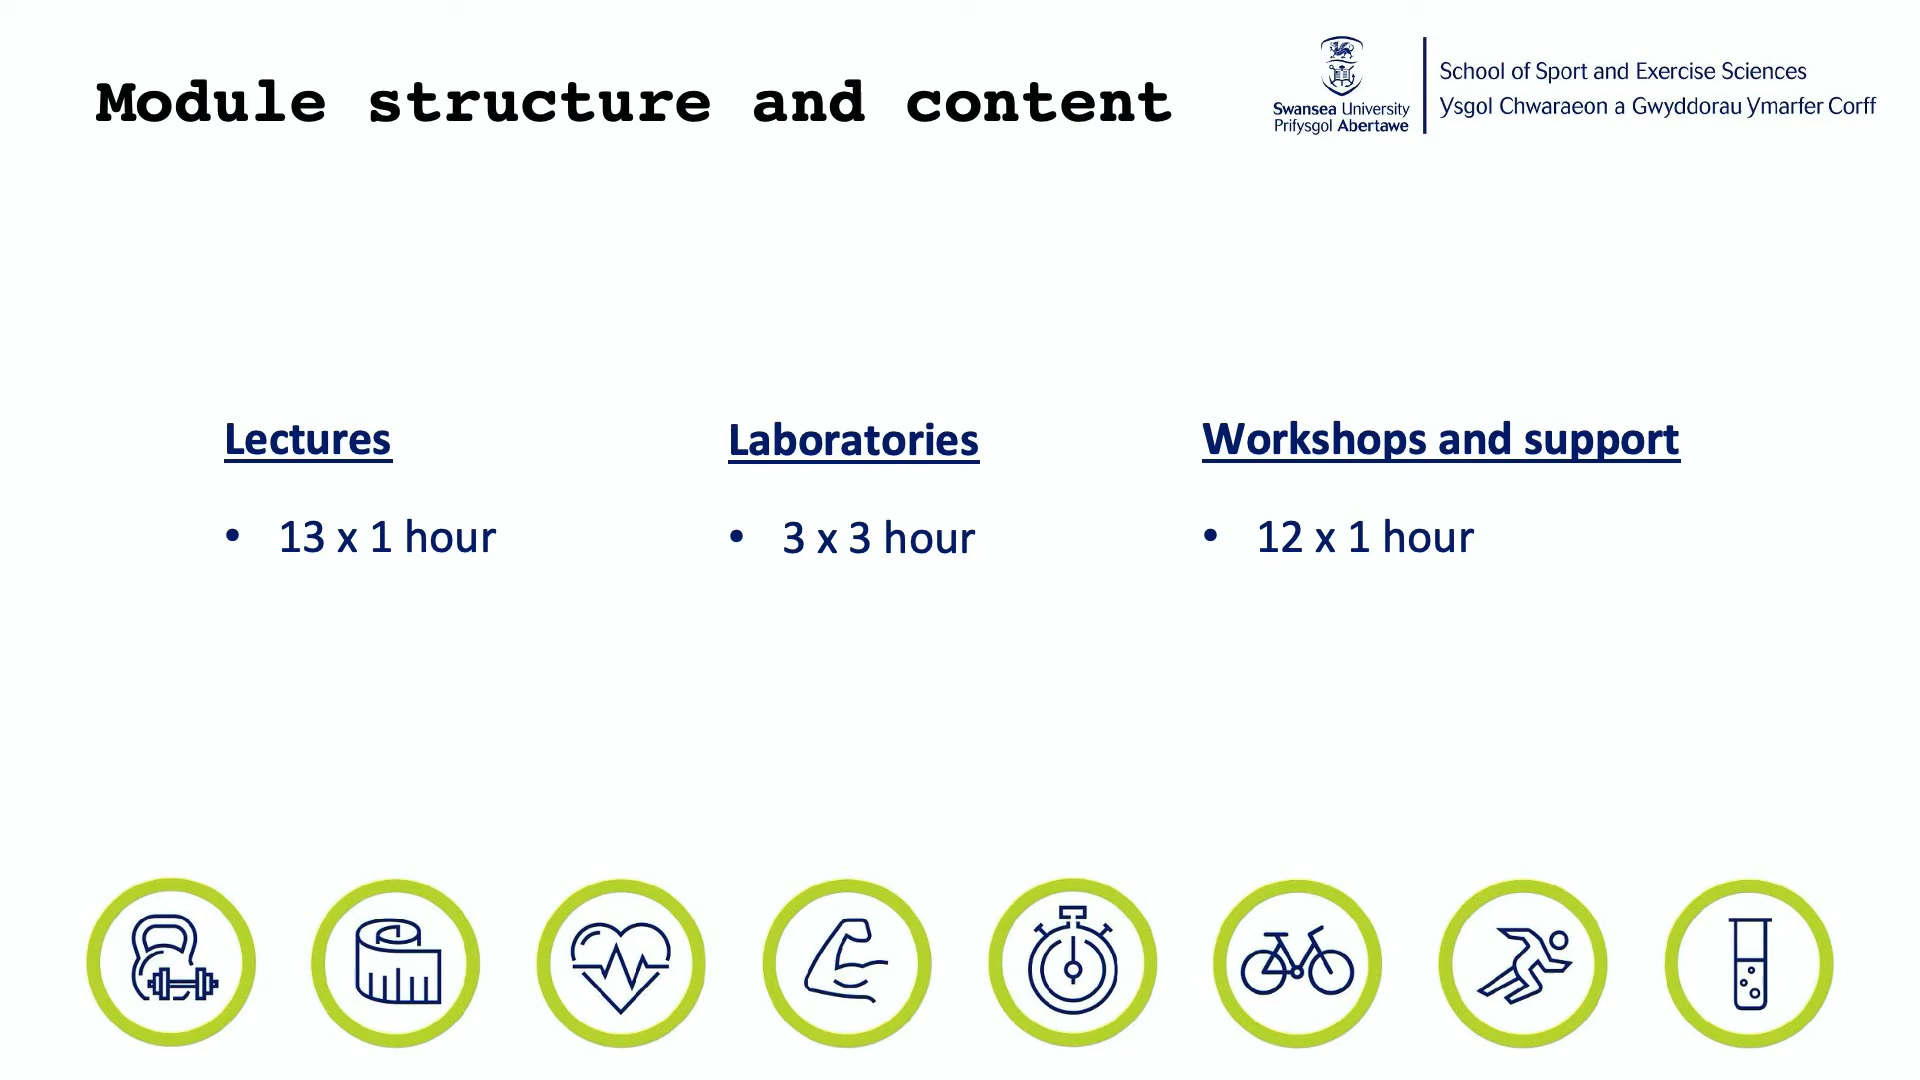 Module structure and content
Swansea University
Prifysgol Abertawe
School of Sport and Exercise Sciences
Ysgol Chwaraeon a Gwyddorau Ymarfer Corff
Lectures
• 13 x 1 hour
Laboratories
• 3 x 3 hour
Workshops and support
• 12 x 1 hour